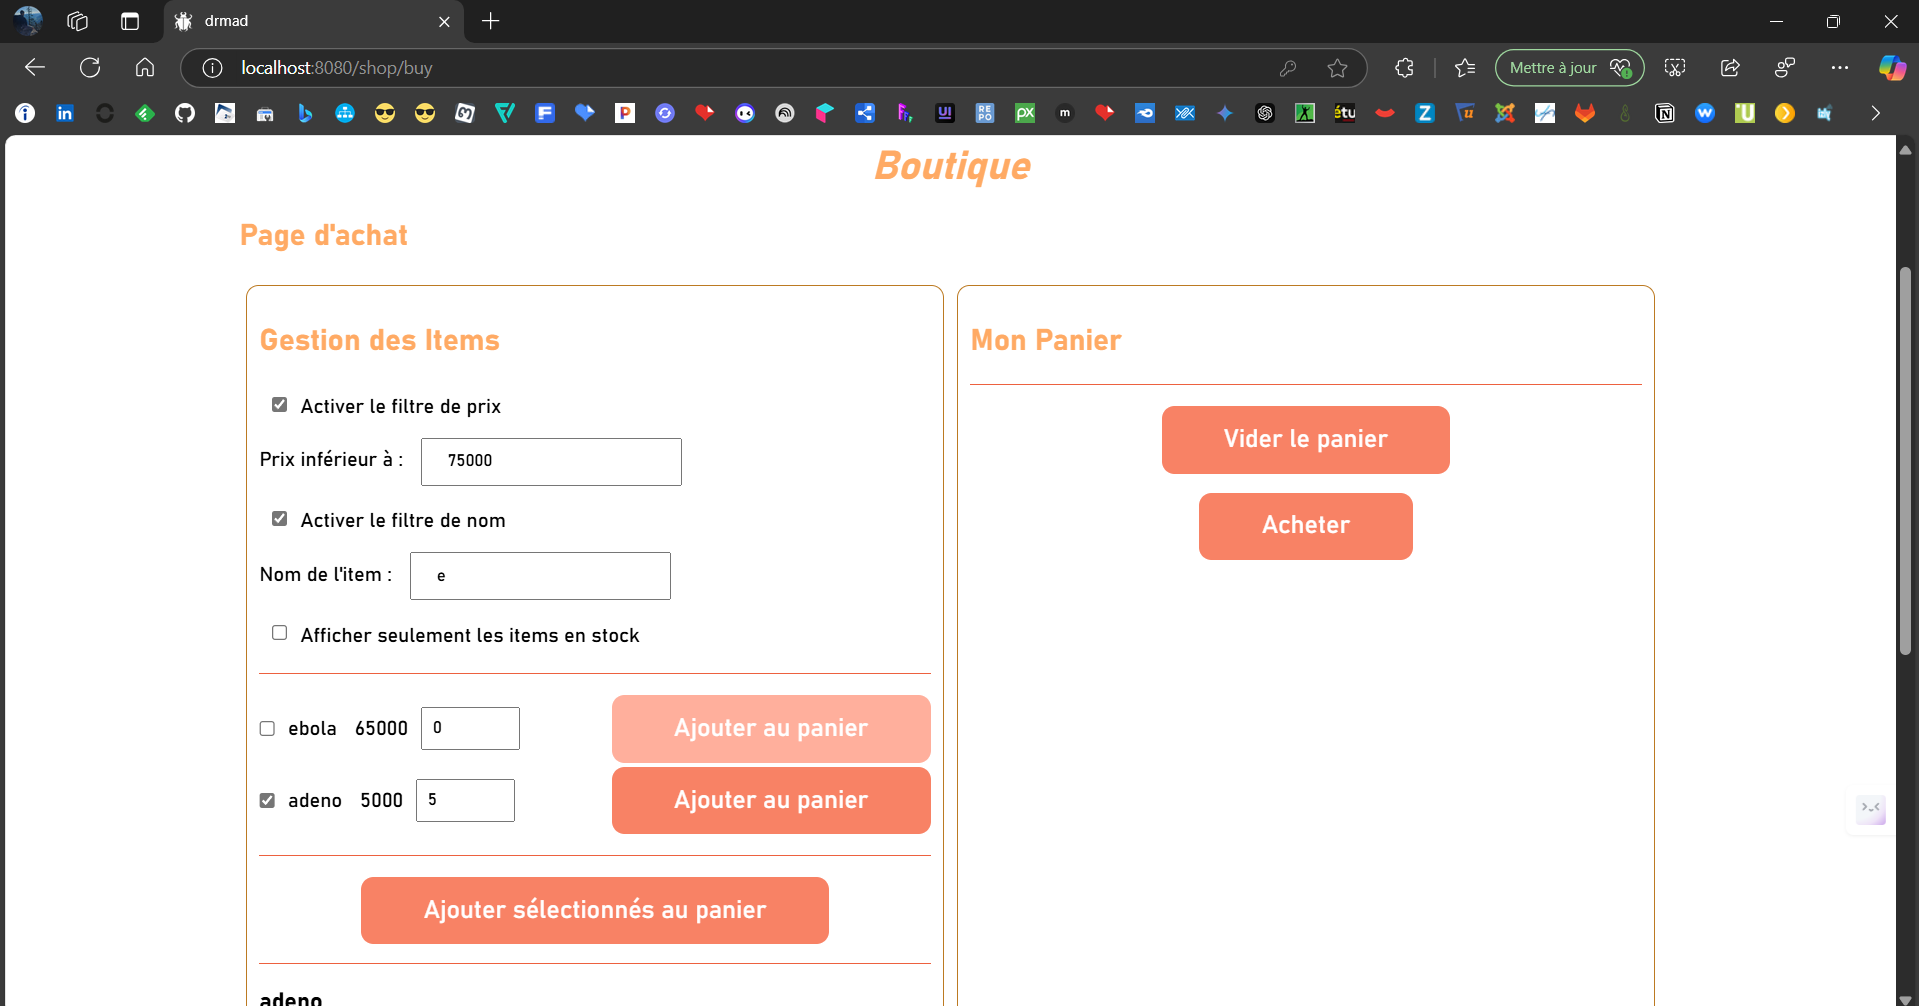 drmad
localhost:8080/shop/buy
Mettre à jour
Boutique
Page d'achat
Gestion des Items
Activer le filtre de prix
Prix inférieur à : 75000
Activer le filtre de nom
Nom de l'item : e
Afficher seulement les items en stock
ebola 65000 0 Ajouter au panier
adeno 5000 5 Ajouter au panier
Ajouter sélectionnés au panier
adeno
Mon Panier
Vider le panier
Acheter